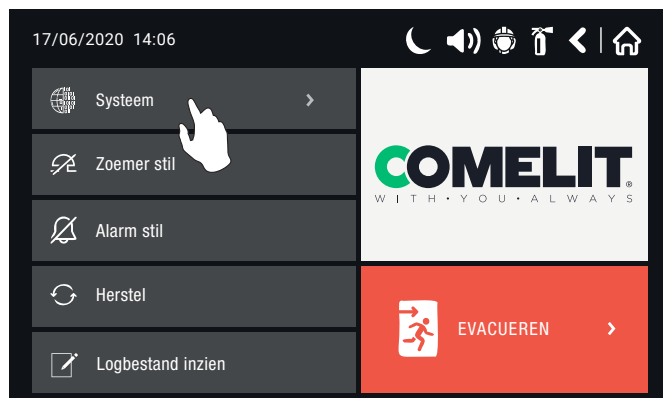 17/06/2020 14:06
Systeem
Zoemer stil
Alarm stil
Herstel
Logbestand inzien
COMELIT®
WITH•YOU•ALWAYS
EVACUEREN